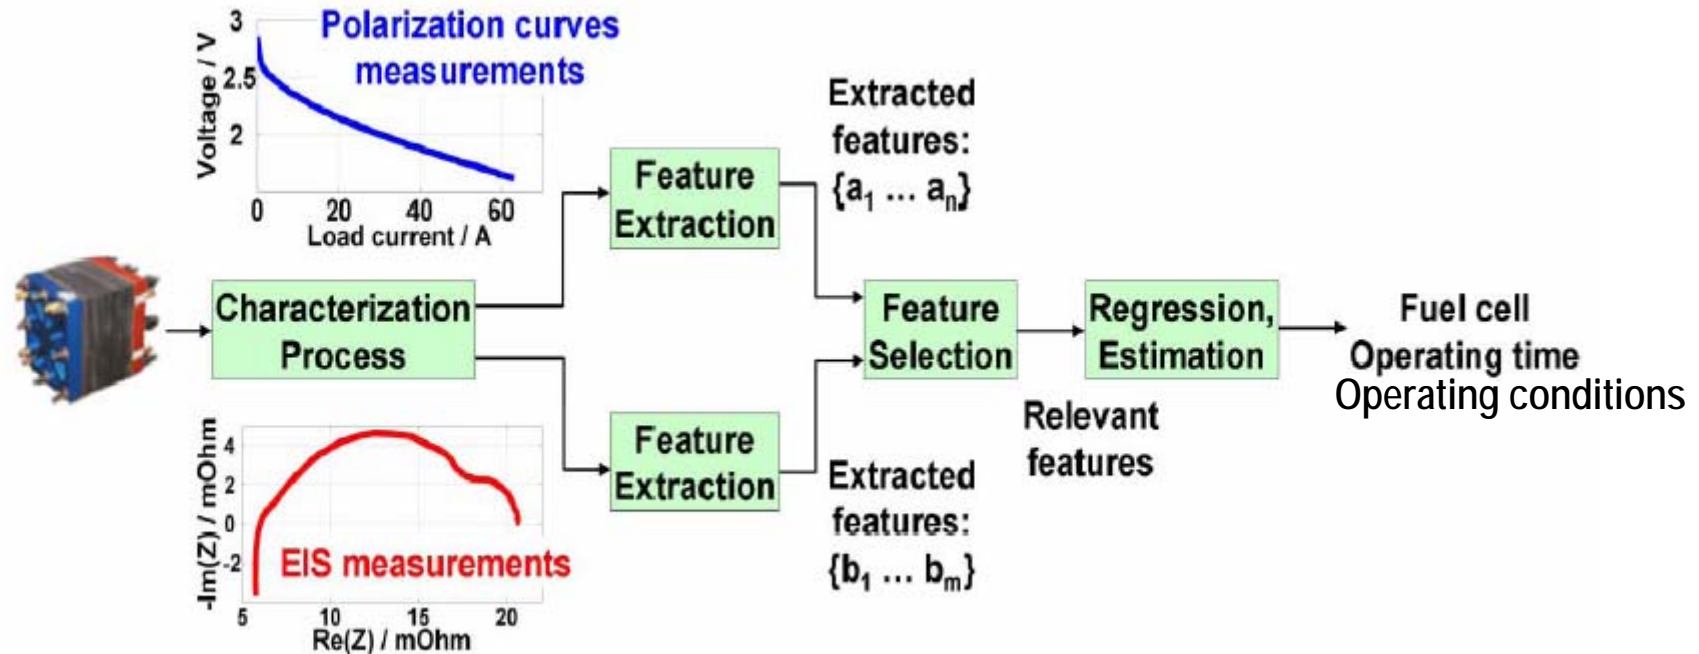 Polarization curves
measurements
Voltage / V
3
2.5
2
0 20 40 60
Load current / A
Extracted
features:
{a1 ... an}
Feature
Extraction
Characterization
Process
Feature
Selection
Regression,
Estimation
Fuel cell
Operating time
Operating conditions
Relevant
features
Feature
Extraction
Extracted
features:
{b1 ... bm}
-Im(Z) / mOhm
4
2
0
-2
EIS measurements
5 10 15 20
Re(Z) / mOhm